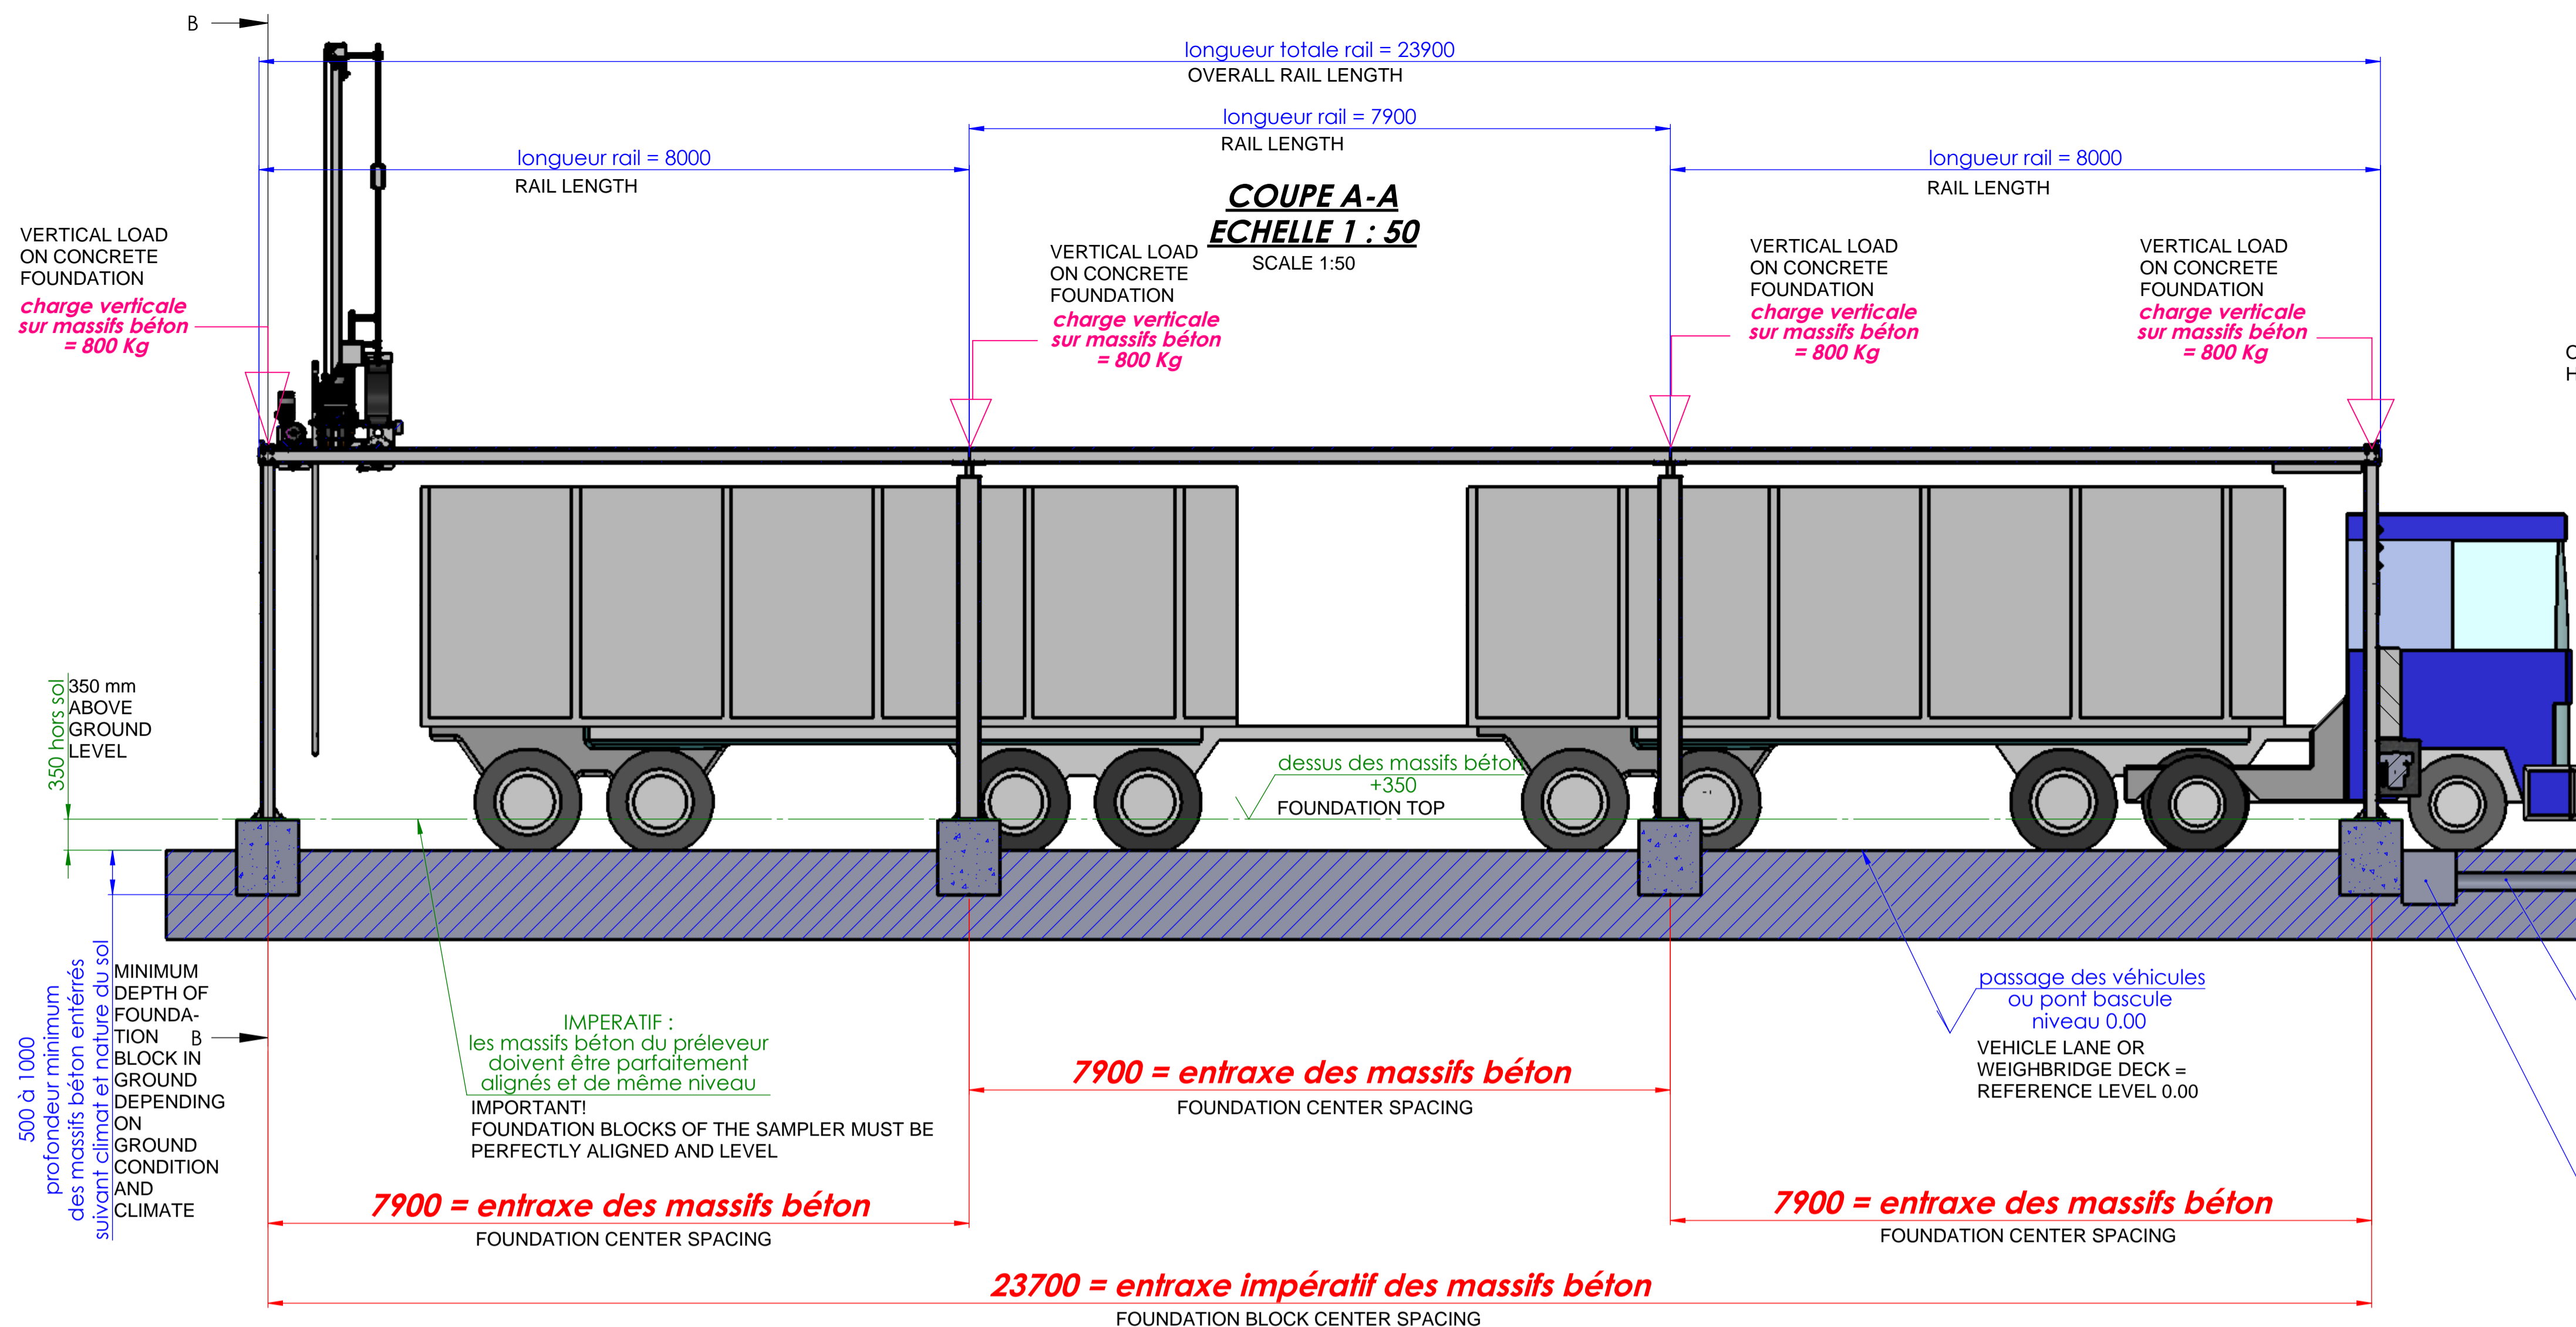 B
longueur totale rail = 23900
OVERALL RAIL LENGTH
longueur rail = 7900
RAIL LENGTH
longueur rail = 8000
RAIL LENGTH
longueur rail = 8000
RAIL LENGTH
COUPE A-A
ECHELLE 1 : 50
SCALE 1:50
VERTICAL LOAD
ON CONCRETE
FOUNDATION
charge verticale
sur massifs béton
= 800 Kg
VERTICAL LOAD
ON CONCRETE
FOUNDATION
charge verticale
sur massifs béton
= 800 Kg
VERTICAL LOAD
ON CONCRETE
FOUNDATION
charge verticale
sur massifs béton
= 800 Kg
VERTICAL LOAD
ON CONCRETE
FOUNDATION
charge verticale
sur massifs béton
= 800 Kg
350 hors sol
350 mm
ABOVE
GROUND
LEVEL
dessus des massifs béton
+350
FOUNDATION TOP
500 à 1000
profondeur minimum
des massifs béton entérrés
suivant climat et nature du sol
MINIMUM
DEPTH OF
FOUNDA-
TION
BLOCK IN
GROUND
DEPENDING
ON
GROUND
CONDITION
AND
CLIMATE
B
IMPERATIF :
les massifs béton du préleveur
doivent être parfaitement
alignés et de même niveau
IMPORTANT!
FOUNDATION BLOCKS OF THE SAMPLER MUST BE
PERFECTLY ALIGNED AND LEVEL
passage des véhicules
ou pont bascule
niveau 0.00
VEHICLE LANE OR
WEIGHBRIDGE DECK =
REFERENCE LEVEL 0.00
7900 = entraxe des massifs béton
FOUNDATION CENTER SPACING
7900 = entraxe des massifs béton
FOUNDATION CENTER SPACING
7900 = entraxe des massifs béton
FOUNDATION CENTER SPACING
23700 = entraxe impératif des massifs béton
FOUNDATION BLOCK CENTER SPACING